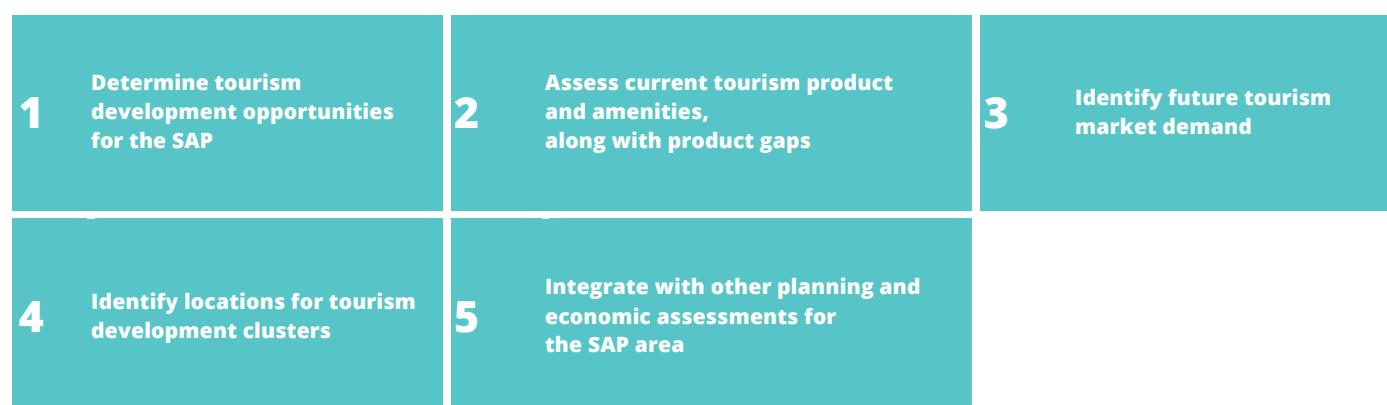 1
Determine tourism
development opportunities
for the SAP
2
Assess current tourism product
and amenities,
along with product gaps
3
Identify future tourism
market demand
4
Identify locations for tourism
development clusters
5
Integrate with other planning and
economic assessments for
the SAP area